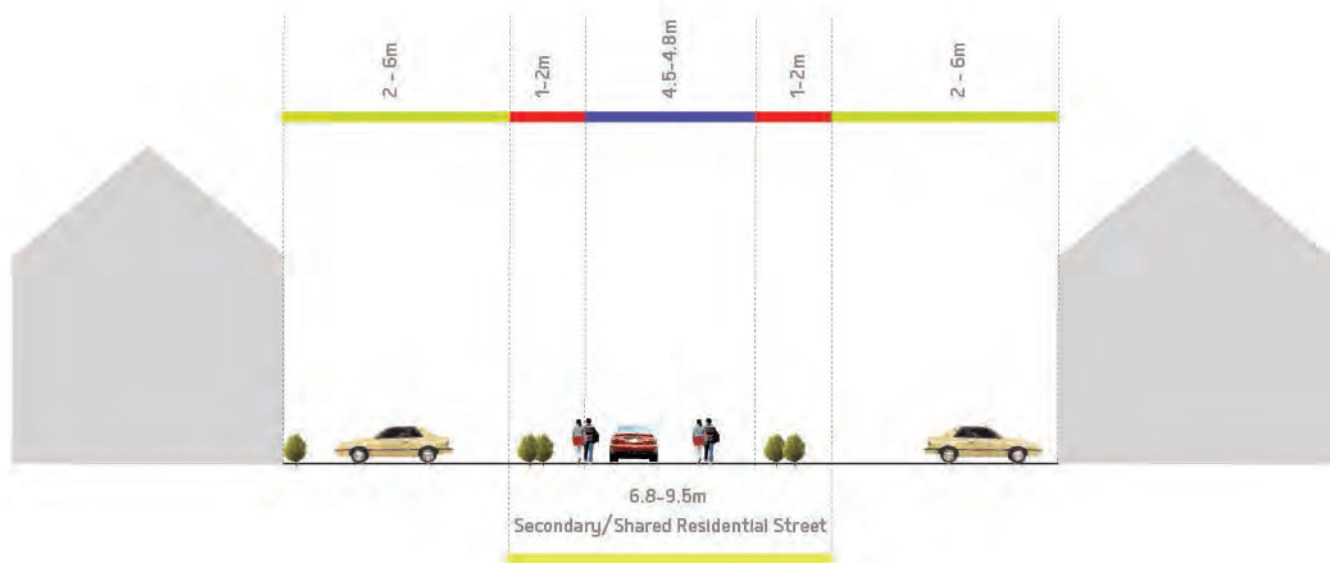 2 - 6m
1-2m
4.5-4.8m
1-2m
2 - 6m
6.8-9.5m
Secondary/Shared Residential Street